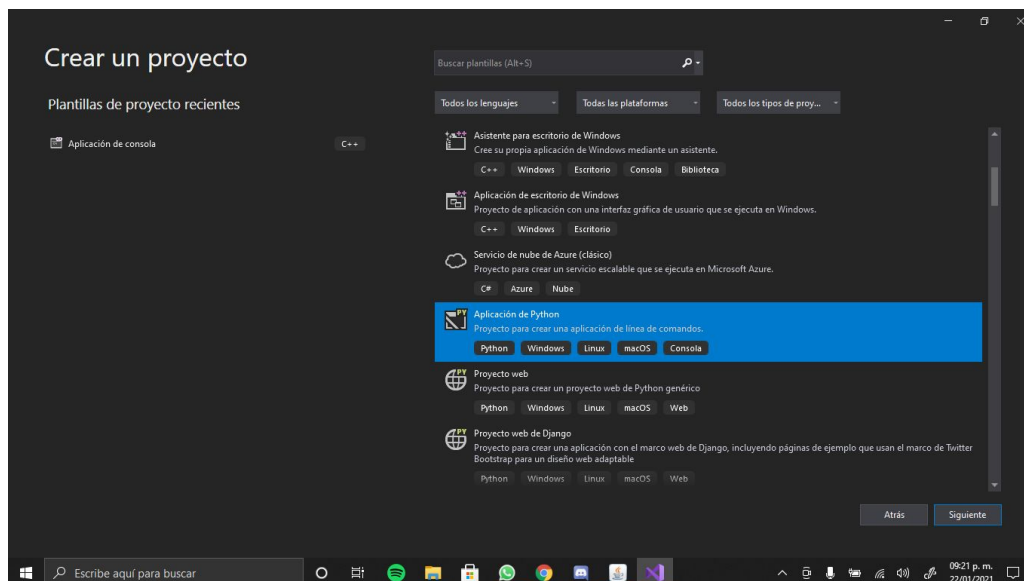 Crear un proyecto
Plantillas de proyecto recientes
Aplicación de consola
C++
Buscar plantillas (Alt+S)
Todos los lenguajes
Todas las plataformas
Todos los tipos de proy...
Asistente para escritorio de Windows
Cree su propia aplicación de Windows mediante un asistente.
C++ Windows Escritorio Consola Biblioteca
Aplicación de escritorio de Windows
Proyecto de aplicación con una interfaz gráfica de usuario que se ejecuta en Windows.
C++ Windows Escritorio
Servicio de nube de Azure (clásico)
Proyecto para crear un servicio escalable que se ejecuta en Microsoft Azure.
C# Azure Nube
PY Aplicación de Python
Proyecto para crear una aplicación de línea de comandos.
Python Windows Linux macOS Consola
PY Proyecto web
Proyecto para crear un proyecto web de Python genérico
Python Windows Linux macOS Web
PY Proyecto web de Django
Proyecto para crear una aplicación con el marco web de Django, incluyendo páginas de ejemplo que usan el marco de Twitter
Bootstrap para un diseño web adaptable
Python Windows Linux macOS Web
Atrás
Siguiente
Escribe aquí para buscar
09:21 p. m.
22/01/2021